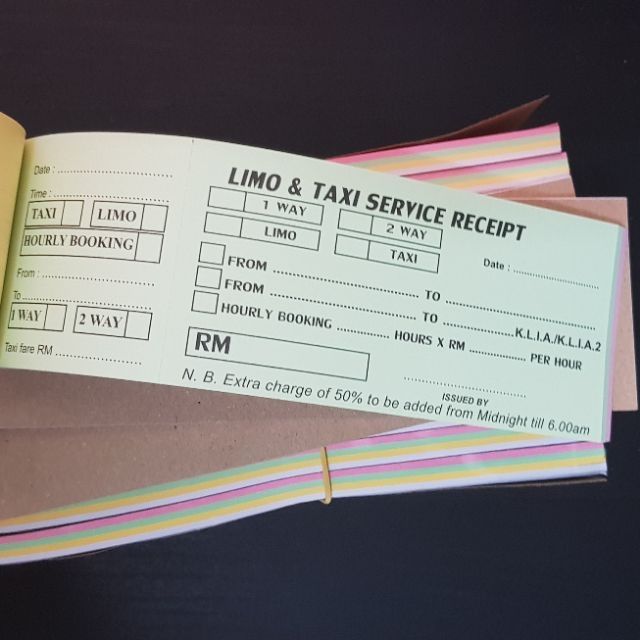 Date : ................
Time : ................
TAXI LIMO
HOURLY BOOKING
From : ................
To ................
1 WAY 2 WAY
Taxi fare RM ................
LIMO & TAXI SERVICE RECEIPT
1 WAY 2 WAY
LIMO TAXI
Date : ................
FROM ................ TO ................
FROM ................ TO ................ K.L.I.A./K.L.I.A.2
HOURLY BOOKING ................ HOURS X RM ................ PER HOUR
RM
ISSUED BY
N. B. Extra charge of 50% to be added from Midnight till 6.00am